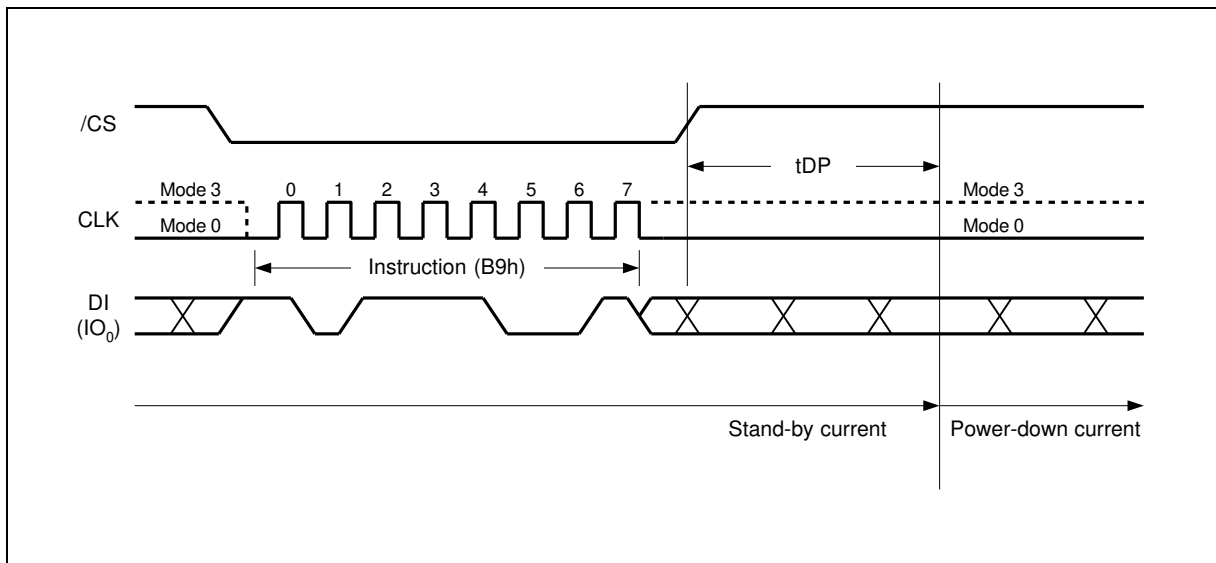 /CS
tDP
Mode 3 0 1 2 3 4 5 6 7 Mode 3
CLK
Mode 0 Mode 0
Instruction (B9h)
DI
(IO0)
Stand-by current Power-down current